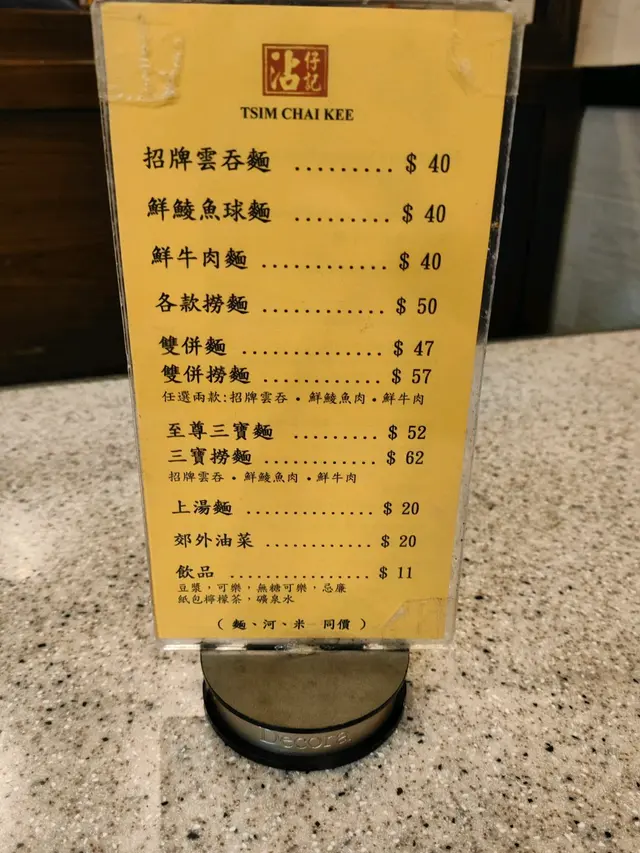 沾仔記
TSIM CHAI KEE
招牌雲吞麵 ......... $ 40
鮮鯪魚球麵 ......... $ 40
鮮牛肉麵 ............ $ 40
各款撈麵 ............ $ 50
雙併麵 .............. $ 47
雙併撈麵 ............ $ 57
任選兩款:招牌雲吞・鮮鯪魚肉・鮮牛肉
至尊三寶麵 ......... $ 52
三寶撈麵 ............ $ 62
招牌雲吞・鮮鯪魚肉・鮮牛肉
上湯麵 .............. $ 20
郊外油菜 ............ $ 20
飲品 ................. $ 11
豆漿，可樂，無糖可樂，忌廉
紙包檸檬茶，礦泉水
( 麵、河、米 同價 )
Decora